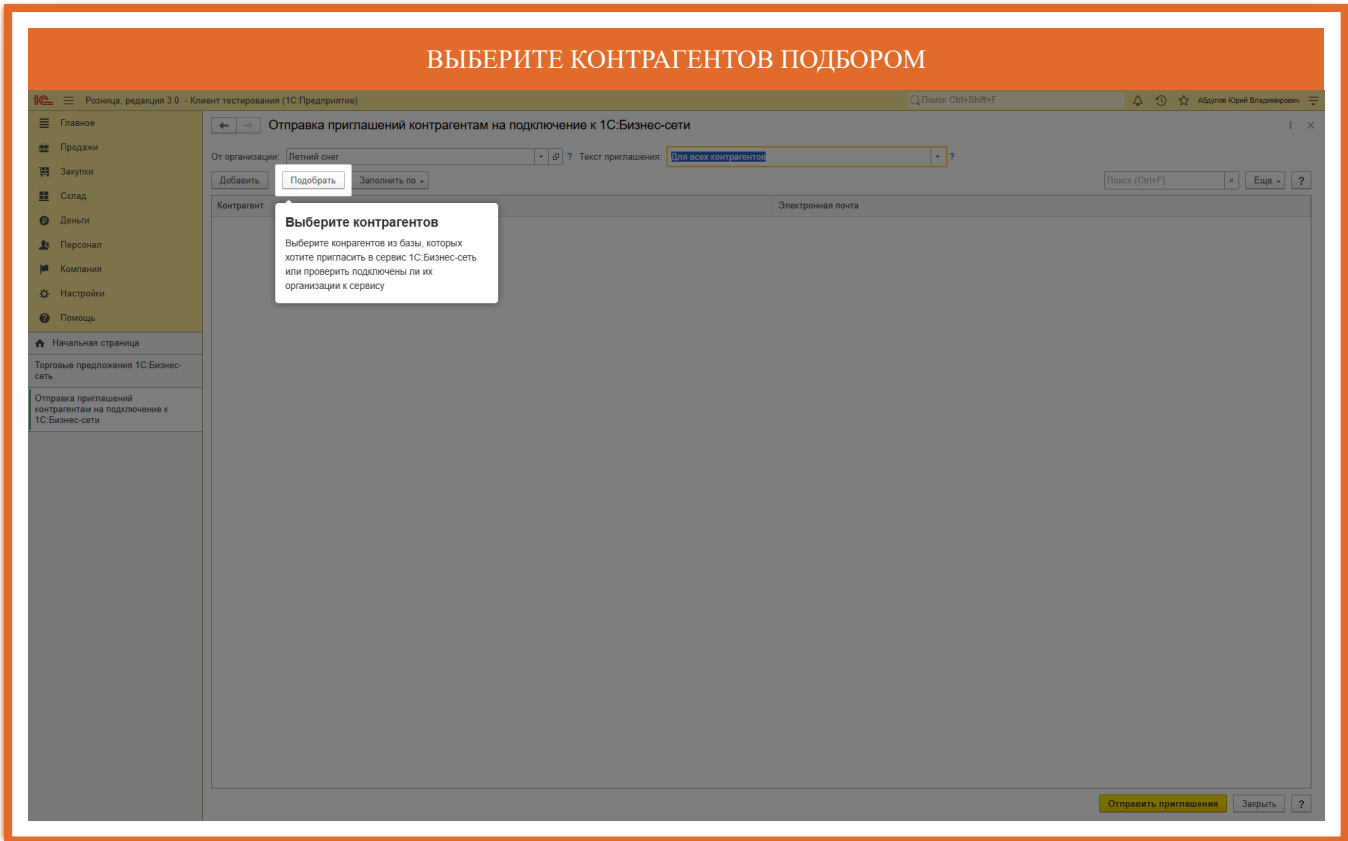 ВЫБЕРИТЕ КОНТРАГЕНТОВ ПОДБОРОМ
1С Розница, редакция 3.0 - Клиент тестирования (1С:Предприятие)
Поиск Ctrl+Shift+F
Абдулов Юрий Владимирович
Главное
Продажи
Закупки
Склад
Деньги
Персонал
Компания
Настройки
Помощь
Начальная страница
Торговые предложения 1С:Бизнес-
сеть
Отправка приглашений
контрагентам на подключение к
1С:Бизнес-сети
Отправка приглашений контрагентам на подключение к 1С:Бизнес-сети
От организации: Летний снег ? Текст приглашения: Для всех контрагентов ?
Добавить Подобрать Заполнить по Поиск (Ctrl+F) × Еще ?
Контрагент Электронная почта
Выберите контрагентов
Выберите конрагентов из базы, которых
хотите пригласить в сервис 1С:Бизнес-сеть
или проверить подключены ли их
организации к сервису
Отправить приглашения Закрыть ?